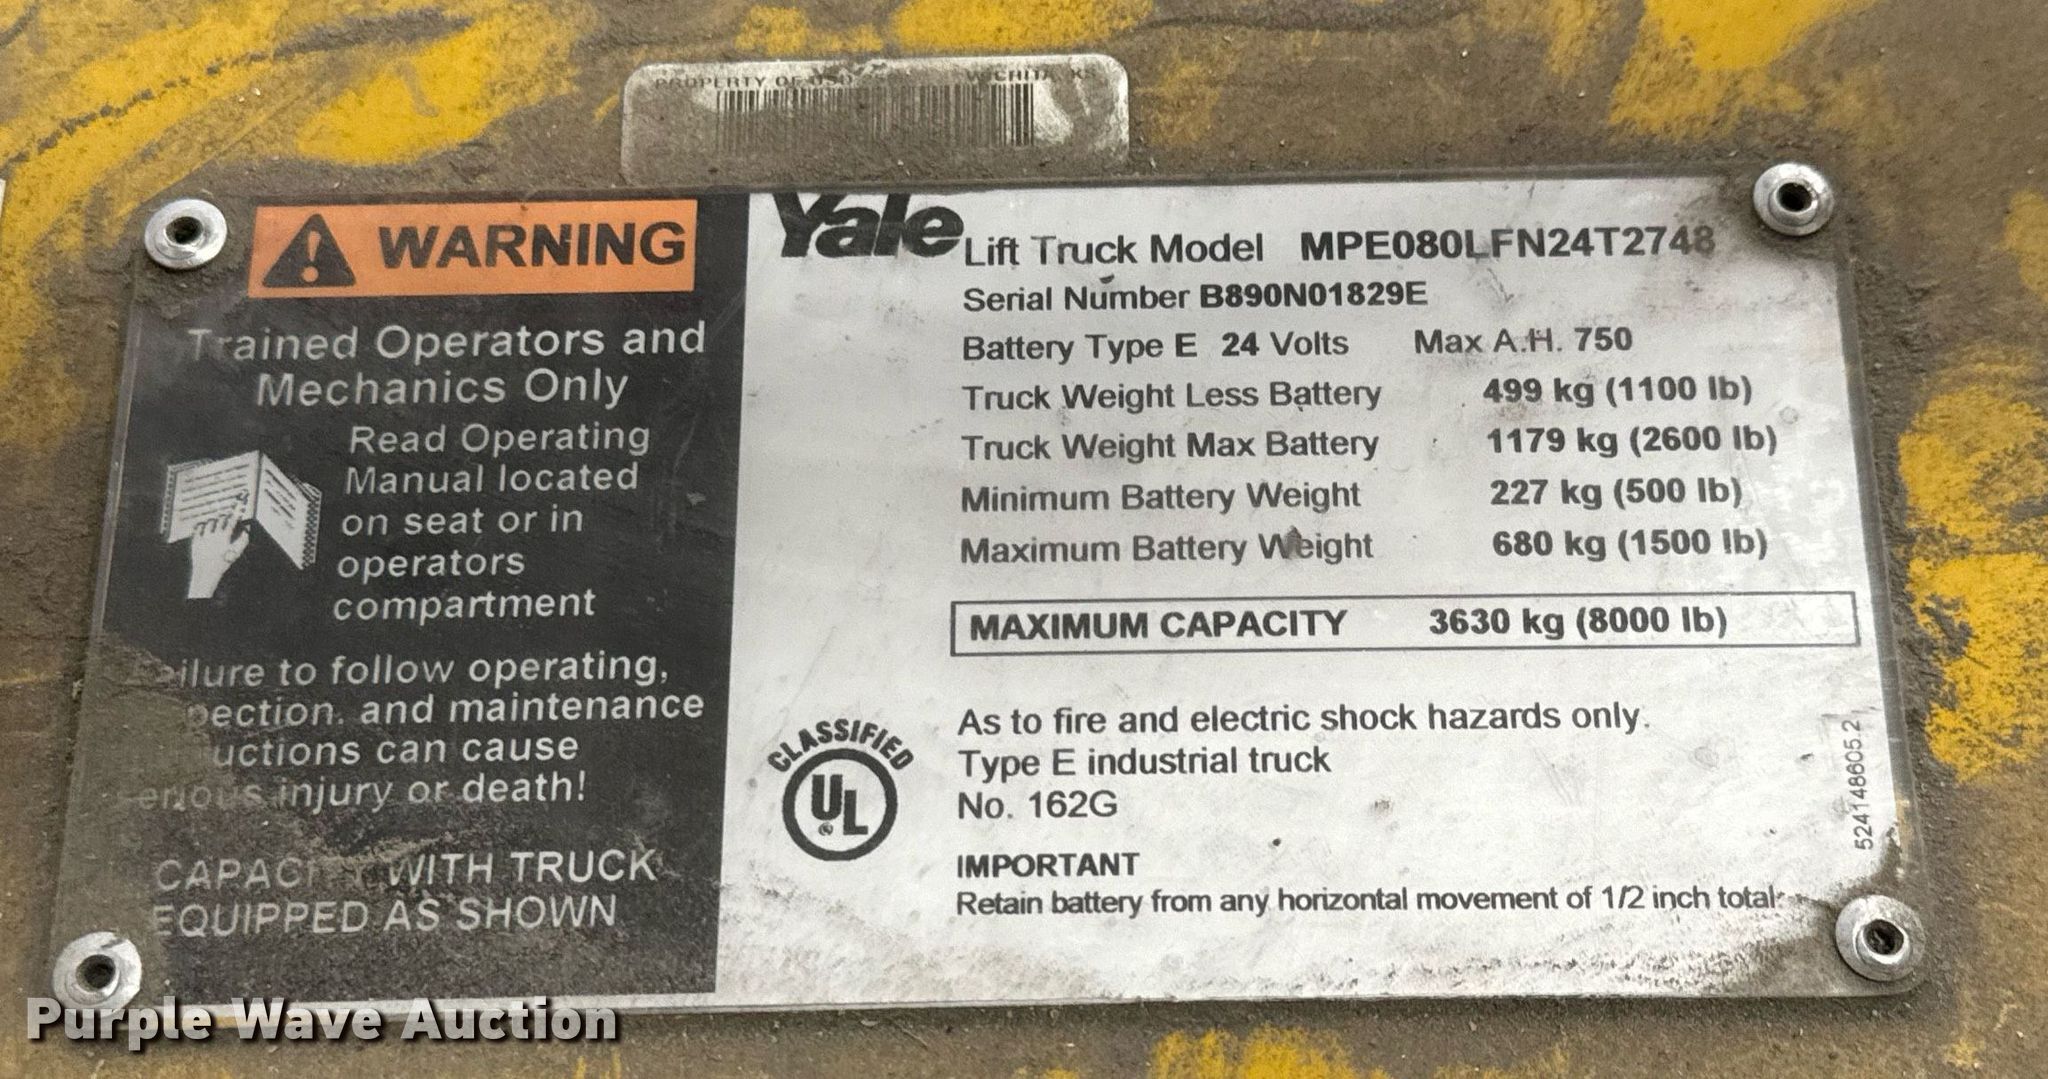 PROPERTY OF USD WICHITA, KS
WARNING
Trained Operators and
Mechanics Only
Read Operating
Manual located
on seat or in
operators
compartment
ilure to follow operating,
pection, and maintenance
uctions can cause
serious injury or death!
CAPACITY WITH TRUCK
EQUIPPED AS SHOWN
Yale Lift Truck Model MPE080LFN24T2748
Serial Number B890N01829E
Battery Type E 24 Volts Max A.H. 750
Truck Weight Less Battery 499 kg (1100 lb)
Truck Weight Max Battery 1179 kg (2600 lb)
Minimum Battery Weight 227 kg (500 lb)
Maximum Battery Weight 680 kg (1500 lb)
MAXIMUM CAPACITY 3630 kg (8000 lb)
CLASSIFIED
UL
®
As to fire and electric shock hazards only.
Type E industrial truck
No. 162G
IMPORTANT
Retain battery from any horizontal movement of 1/2 inch total.
524148605.2
Purple Wave Auction